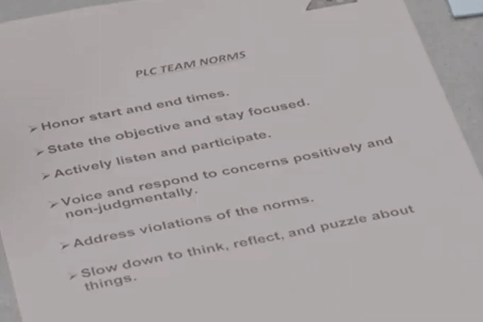 PLC TEAM NORMS
➢ Honor start and end times.
➢ State the objective and stay focused.
➢ Actively listen and participate.
➢ Voice and respond to concerns positively and
non-judgmentally.
➢ Address violations of the norms.
➢ Slow down to think, reflect, and puzzle about
things.